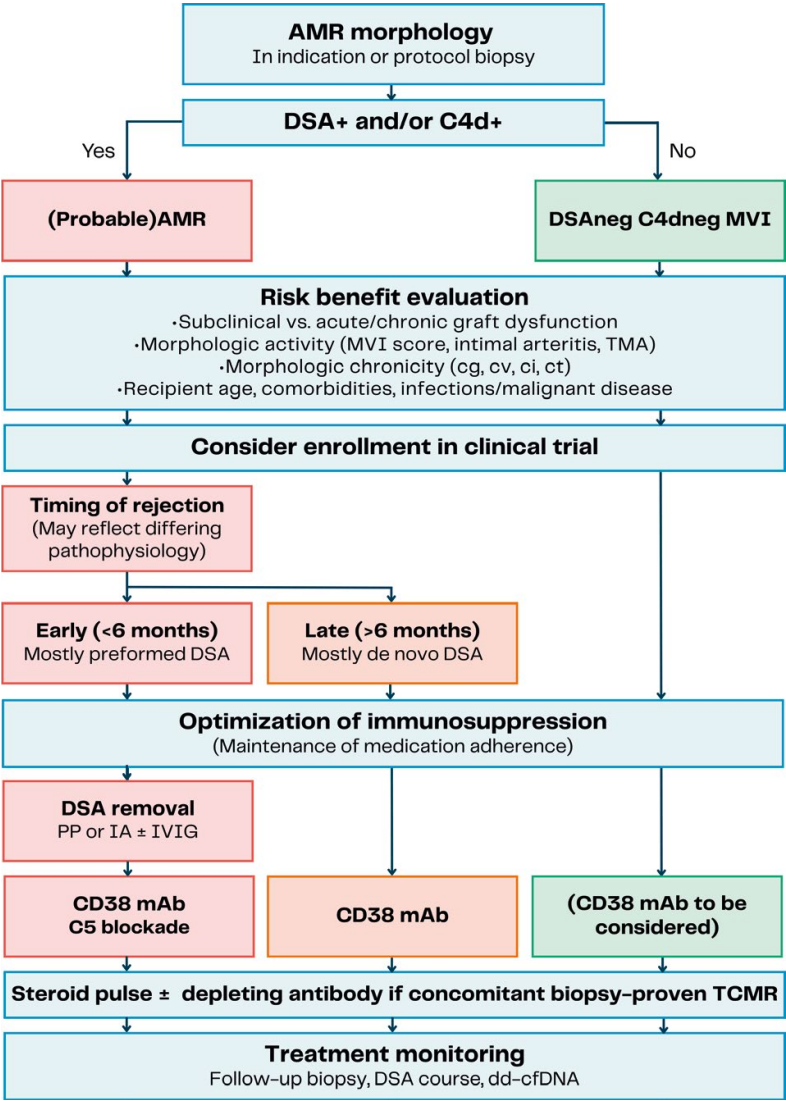 AMR morphology
In indication or protocol biopsy
DSA+ and/or C4d+
Yes
No
(Probable)AMR
DSAneg C4dneg MVI
Risk benefit evaluation
•Subclinical vs. acute/chronic graft dysfunction
•Morphologic activity (MVI score, intimal arteritis, TMA)
•Morphologic chronicity (cg, cv, ci, ct)
•Recipient age, comorbidities, infections/malignant disease
Consider enrollment in clinical trial
Timing of rejection
(May reflect differing
pathophysiology)
Early (<6 months)
Mostly preformed DSA
Late (>6 months)
Mostly de novo DSA
Optimization of immunosuppression
(Maintenance of medication adherence)
DSA removal
PP or IA ± IVIG
CD38 mAb
C5 blockade
CD38 mAb
(CD38 mAb to be
considered)
Steroid pulse ± depleting antibody if concomitant biopsy-proven TCMR
Treatment monitoring
Follow-up biopsy, DSA course, dd-cfDNA